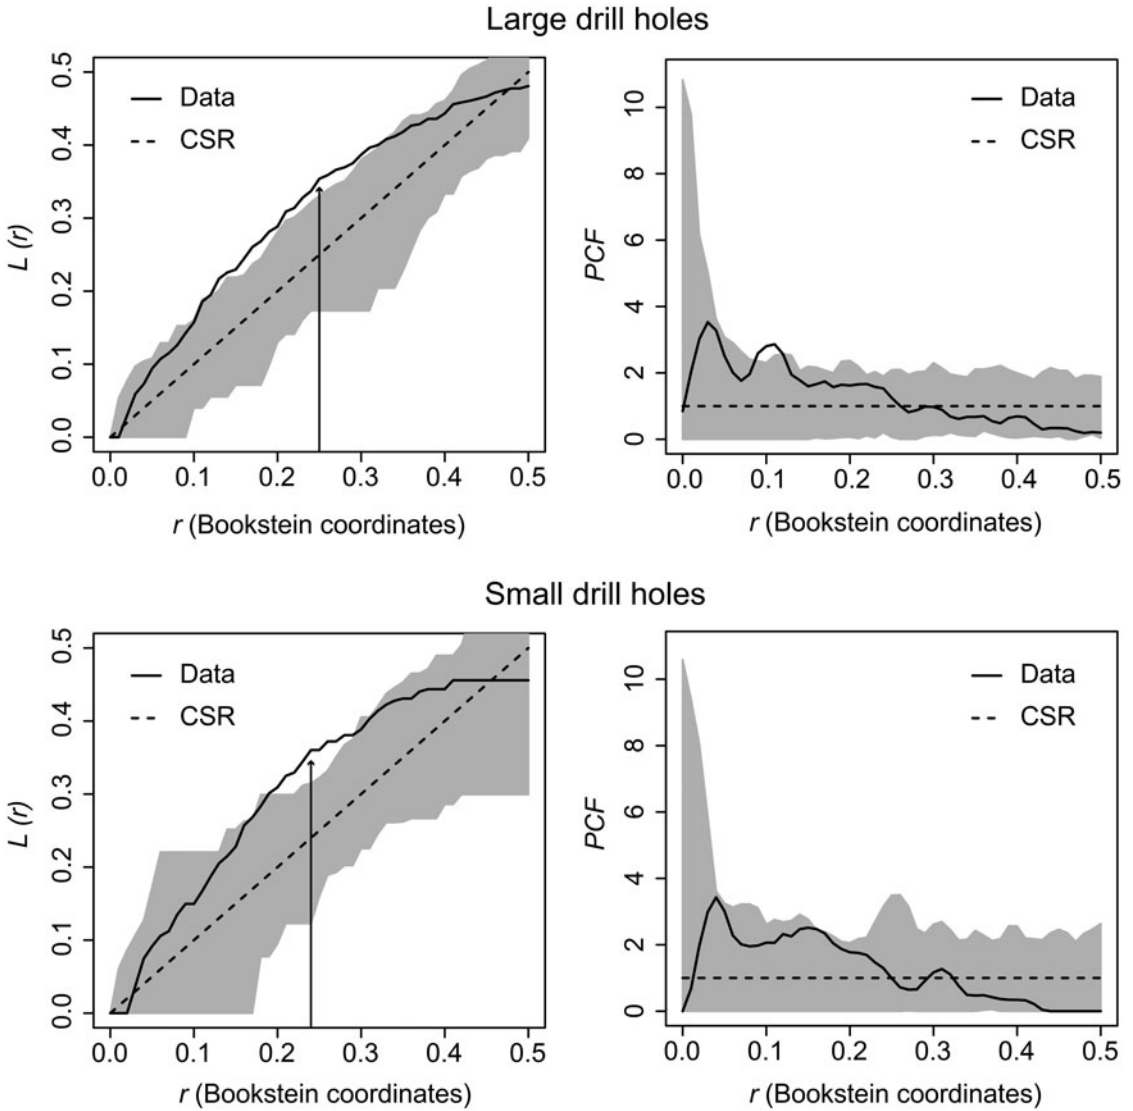 Large drill holes
Data
CSR
L (r)
0.0 0.1 0.2 0.3 0.4 0.5
0.0 0.1 0.2 0.3 0.4 0.5
r (Bookstein coordinates)
Data
CSR
PCF
0 2 4 6 8 10
0.0 0.1 0.2 0.3 0.4 0.5
r (Bookstein coordinates)
Small drill holes
Data
CSR
L (r)
0.0 0.1 0.2 0.3 0.4 0.5
0.0 0.1 0.2 0.3 0.4 0.5
r (Bookstein coordinates)
Data
CSR
PCF
0 2 4 6 8 10
0.0 0.1 0.2 0.3 0.4 0.5
r (Bookstein coordinates)